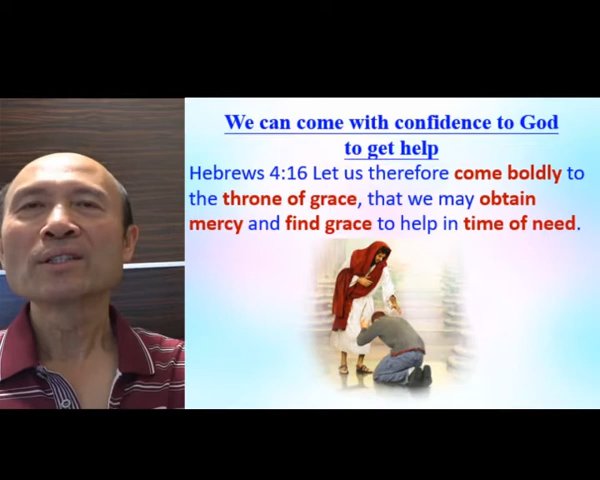 We can come with confidence to God
to get help
Hebrews 4:16 Let us therefore come boldly to
the throne of grace, that we may obtain
mercy and find grace to help in time of need.